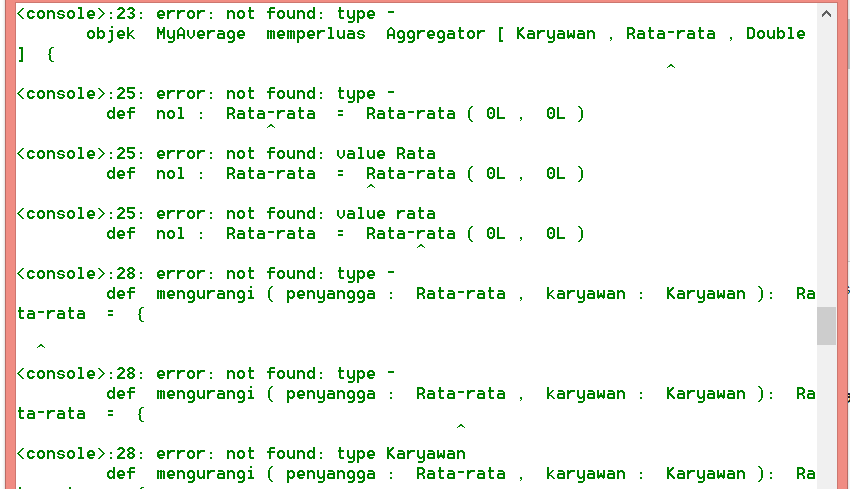 <console>:23: error: not found: type -
objek MyAverage memperluas Aggregator [ Karyawan , Rata-rata , Double
] {
^
<console>:25: error: not found: type -
def nol : Rata-rata = Rata-rata ( 0L , 0L )
^
<console>:25: error: not found: value Rata
def nol : Rata-rata = Rata-rata ( 0L , 0L )
^
<console>:25: error: not found: value rata
def nol : Rata-rata = Rata-rata ( 0L , 0L )
^
<console>:28: error: not found: type -
def mengurangi ( penyangga : Rata-rata , karyawan : Karyawan ): Ra
ta-rata = {
^
<console>:28: error: not found: type -
def mengurangi ( penyangga : Rata-rata , karyawan : Karyawan ): Ra
ta-rata = {
^
<console>:28: error: not found: type Karyawan
def mengurangi ( penyangga : Rata-rata , karyawan : Karyawan ): Ra